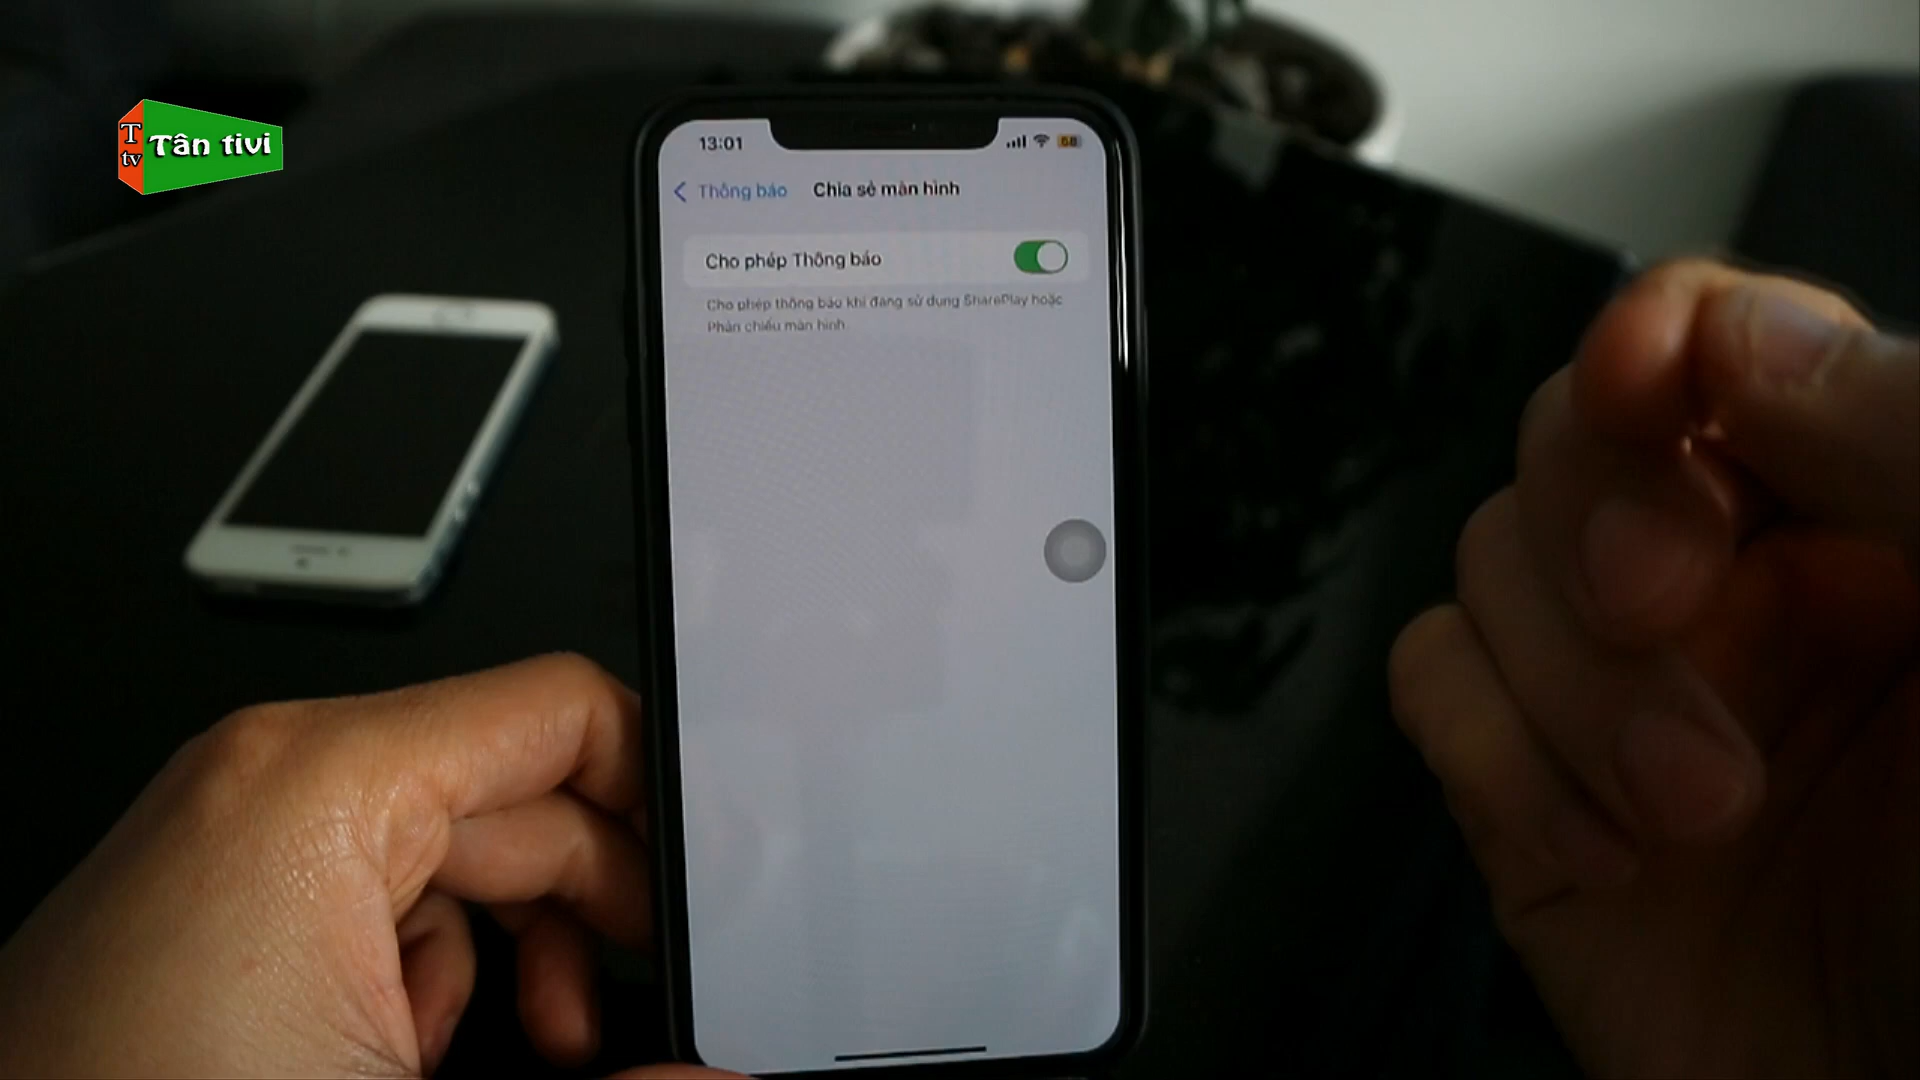 T
tv
Tân tivi
13:01
58
Thông báo
Chia sẻ màn hình
Cho phép Thông báo
Cho phép thông báo khi đang sử dụng SharePlay hoặc
Phản chiếu màn hình.